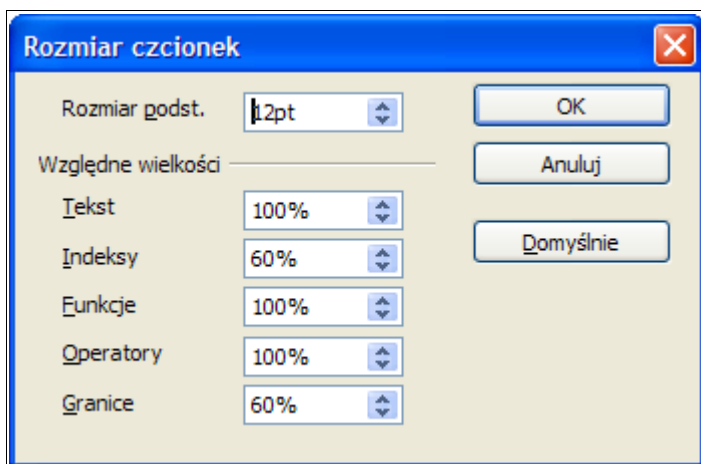 Rozmiar czcionek
Rozmiar podst. 12pt OK
Względne wielkości Anuluj
Tekst 100%
Domyślnie
Indeksy 60%
Funkcje 100%
Operatory 100%
Granice 60%